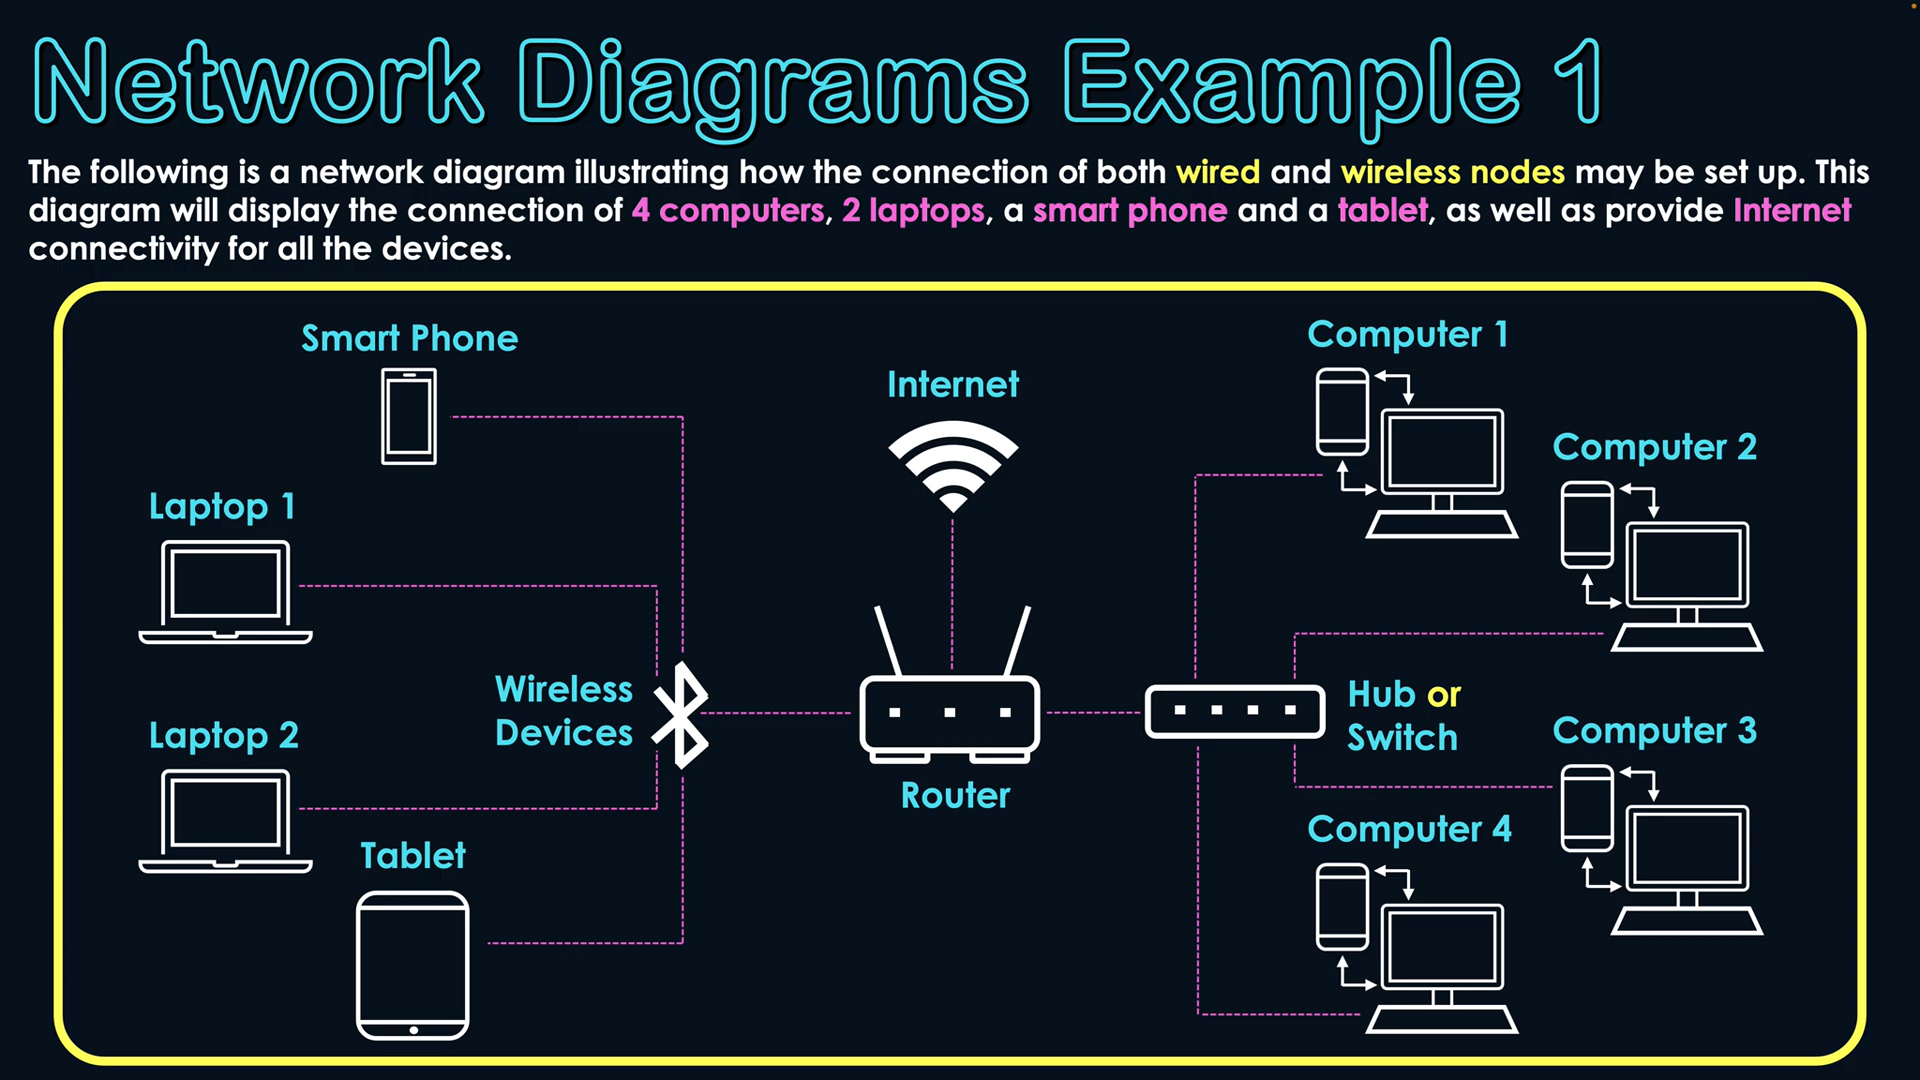 Network Diagrams Example 1
The following is a network diagram illustrating how the connection of both wired and wireless nodes may be set up. This
diagram will display the connection of 4 computers, 2 laptops, a smart phone and a tablet, as well as provide Internet
connectivity for all the devices.
Smart Phone
Internet
Computer 1
Computer 2
Laptop 1
Wireless
Devices
Hub or
Switch
Laptop 2
Computer 3
Router
Computer 4
Tablet